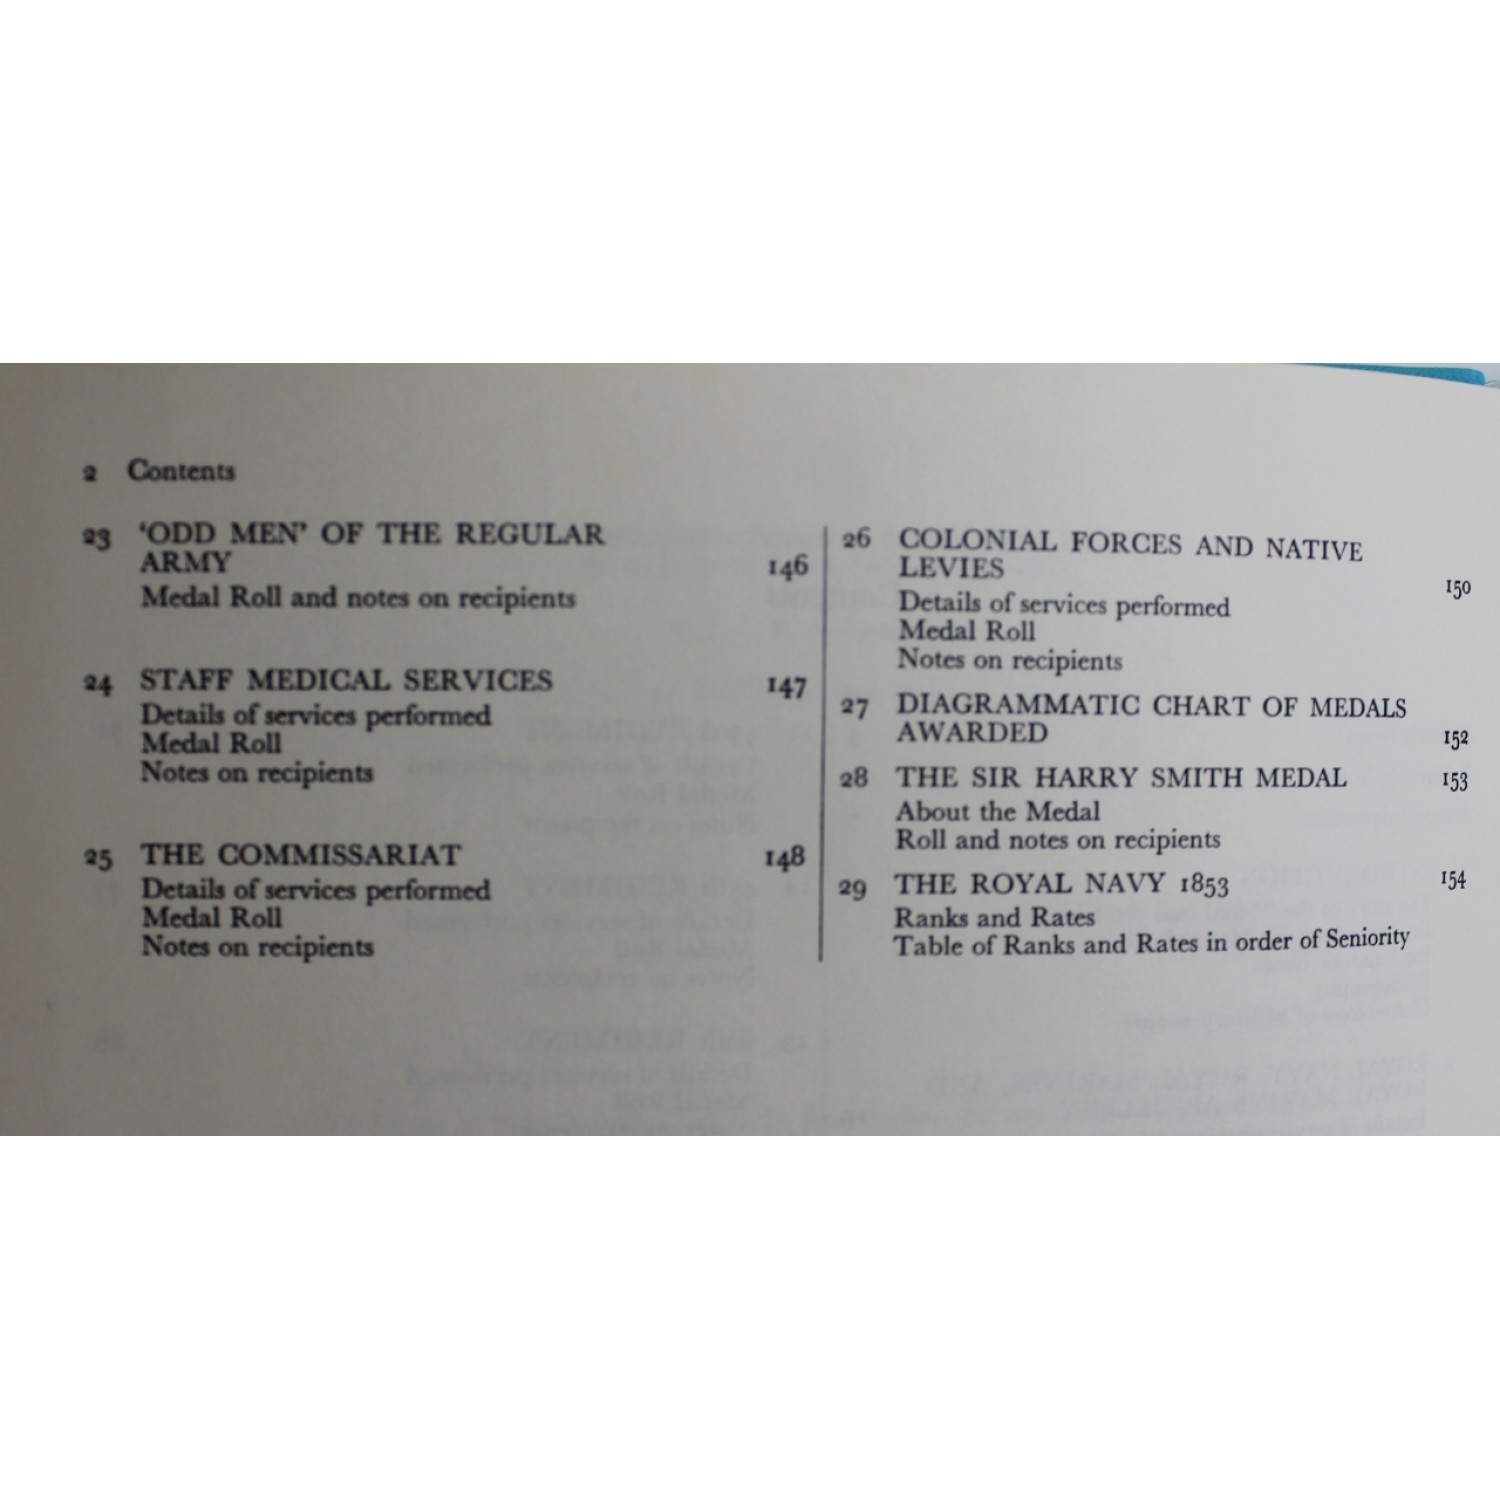 2 Contents
23 ‘ODD MEN’ OF THE REGULAR
ARMY 146
Medal Roll and notes on recipients
24 STAFF MEDICAL SERVICES 147
Details of services performed
Medal Roll
Notes on recipients
25 THE COMMISSARIAT 148
Details of services performed
Medal Roll
Notes on recipients
26 COLONIAL FORCES AND NATIVE
LEVIES 150
Details of services performed
Medal Roll
Notes on recipients
27 DIAGRAMMATIC CHART OF MEDALS
AWARDED 152
28 THE SIR HARRY SMITH MEDAL 153
About the Medal
Roll and notes on recipients
29 THE ROYAL NAVY 1853 154
Ranks and Rates
Table of Ranks and Rates in order of Seniority